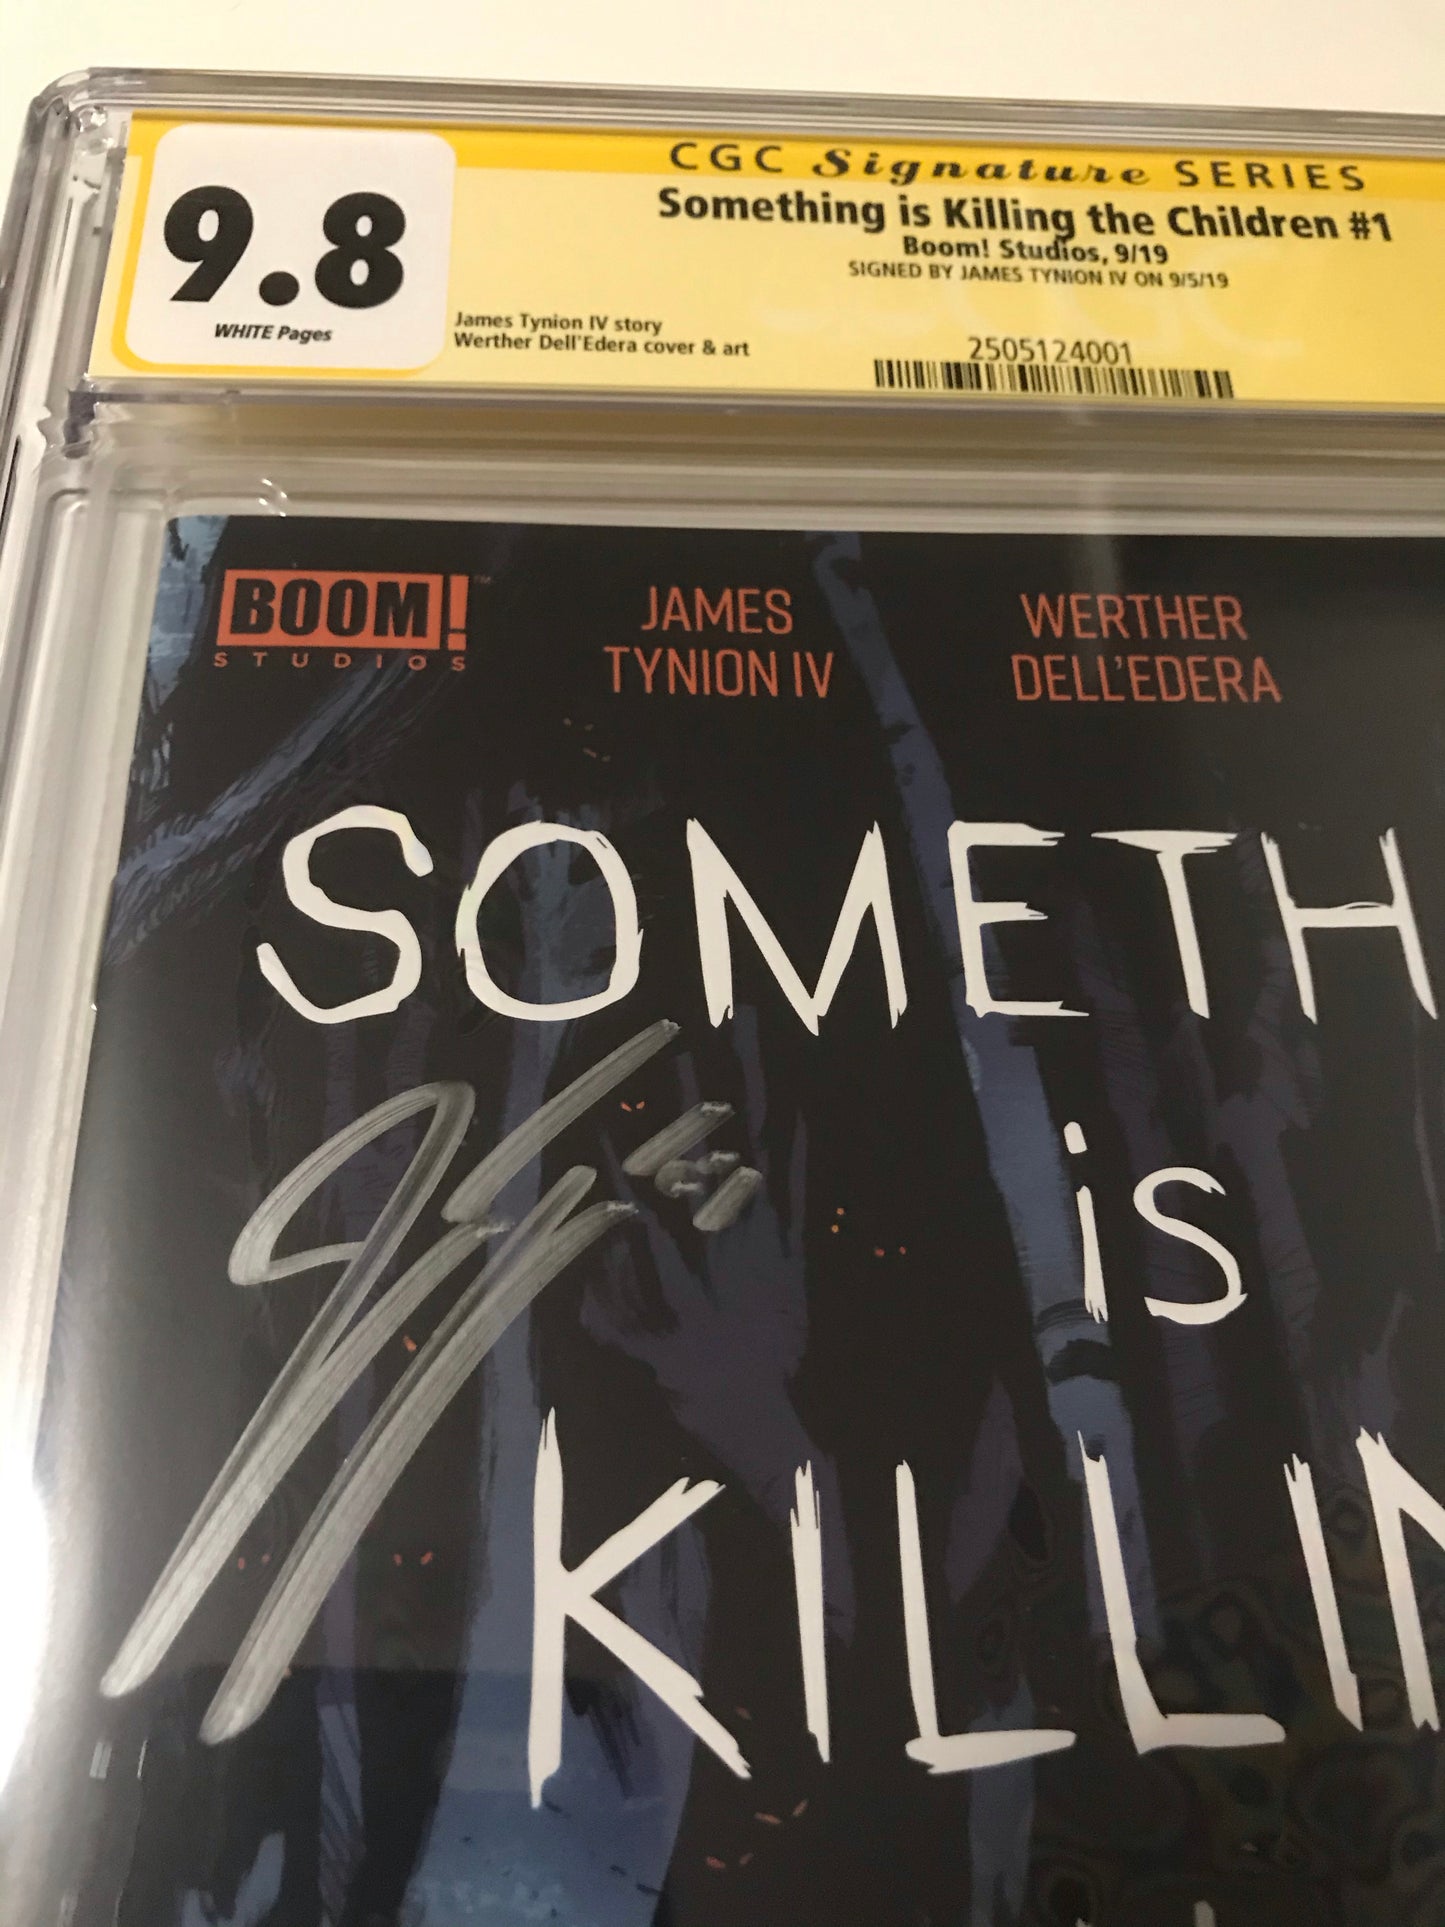 CGC Signature SERIES
9.8
WHITE Pages
Something is Killing the Children #1
Boom! Studios, 9/19
SIGNED BY JAMES TYNION IV ON 9/5/19
James Tynion IV story
Werther Dell'Edera cover & art
2505124001
BOOM!™
STUDIOS
JAMES
TYNION IV
WERTHER
DELL'EDERA
SOMETH
is
KILLIN